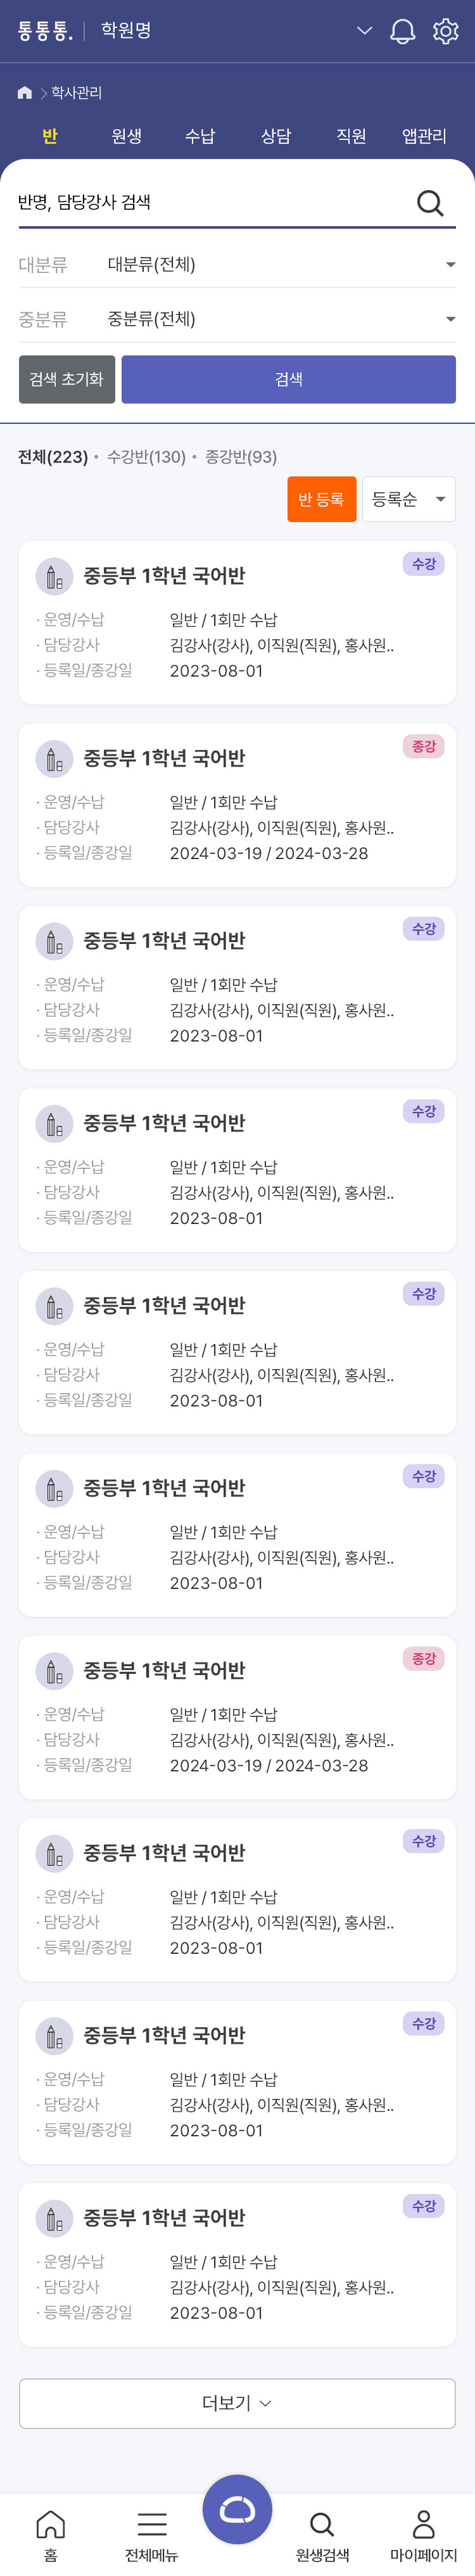 통통통. 학원명
학사관리
반 원생 수납 상담 직원 앱관리
반명, 담당강사 검색
대분류 대분류(전체)
중분류 중분류(전체)
검색 초기화 검색
전체(223) • 수강반(130) • 종강반(93)
반 등록 등록순
중등부 1학년 국어반 수강
· 운영/수납 일반 / 1회만 수납
· 담당강사 김강사(강사), 이직원(직원), 홍사원..
· 등록일/종강일 2023-08-01
중등부 1학년 국어반 종강
· 운영/수납 일반 / 1회만 수납
· 담당강사 김강사(강사), 이직원(직원), 홍사원..
· 등록일/종강일 2024-03-19 / 2024-03-28
중등부 1학년 국어반 수강
· 운영/수납 일반 / 1회만 수납
· 담당강사 김강사(강사), 이직원(직원), 홍사원..
· 등록일/종강일 2023-08-01
중등부 1학년 국어반 수강
· 운영/수납 일반 / 1회만 수납
· 담당강사 김강사(강사), 이직원(직원), 홍사원..
· 등록일/종강일 2023-08-01
중등부 1학년 국어반 수강
· 운영/수납 일반 / 1회만 수납
· 담당강사 김강사(강사), 이직원(직원), 홍사원..
· 등록일/종강일 2023-08-01
중등부 1학년 국어반 수강
· 운영/수납 일반 / 1회만 수납
· 담당강사 김강사(강사), 이직원(직원), 홍사원..
· 등록일/종강일 2023-08-01
중등부 1학년 국어반 종강
· 운영/수납 일반 / 1회만 수납
· 담당강사 김강사(강사), 이직원(직원), 홍사원..
· 등록일/종강일 2024-03-19 / 2024-03-28
중등부 1학년 국어반 수강
· 운영/수납 일반 / 1회만 수납
· 담당강사 김강사(강사), 이직원(직원), 홍사원..
· 등록일/종강일 2023-08-01
중등부 1학년 국어반 수강
· 운영/수납 일반 / 1회만 수납
· 담당강사 김강사(강사), 이직원(직원), 홍사원..
· 등록일/종강일 2023-08-01
중등부 1학년 국어반 수강
· 운영/수납 일반 / 1회만 수납
· 담당강사 김강사(강사), 이직원(직원), 홍사원..
· 등록일/종강일 2023-08-01
더보기
홈 전체메뉴 원생검색 마이페이지